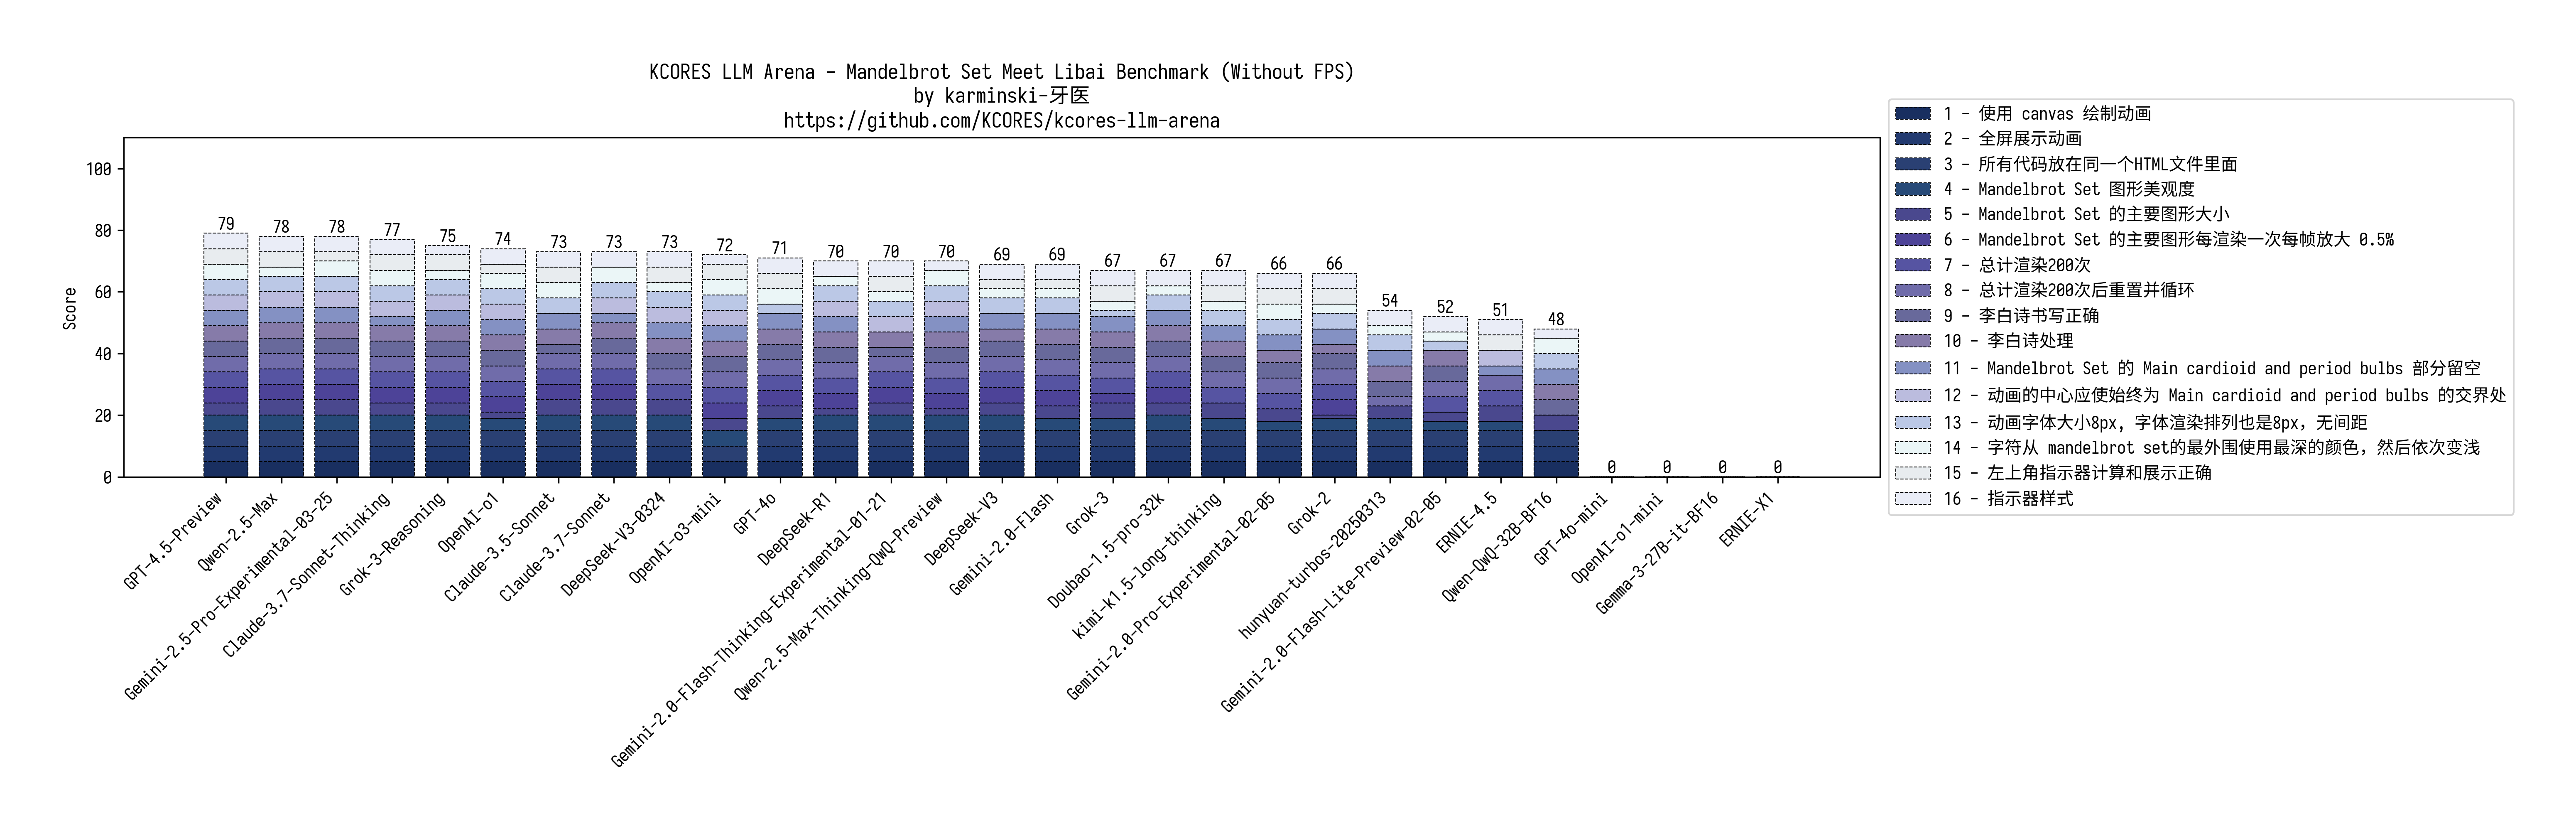 KCORES LLM Arena - Mandelbrot Set Meet Libai Benchmark (Without FPS)
by karminski-牙医
https://github.com/KCORES/kcores-llm-arena
Score
100
80
60
40
20
0
79
78
78
77
75
74
73
73
73
72
71
70
70
70
69
69
67
67
67
66
66
54
52
51
48
0
0
0
0
GPT-4.5-Preview
Qwen-2.5-Max
Gemini-2.5-Pro-Experimental-03-25
Claude-3.7-Sonnet-Thinking
Grok-3-Reasoning
OpenAI-o1
Claude-3.5-Sonnet
Claude-3.7-Sonnet
DeepSeek-V3-0324
OpenAI-o3-mini
GPT-4o
DeepSeek-R1
Gemini-2.0-Flash-Thinking-Experimental-01-21
Qwen-2.5-Max-Thinking-QwQ-Preview
DeepSeek-V3
Gemini-2.0-Flash
Grok-3
Doubao-1.5-pro-32k
kimi-k1.5-long-thinking
Gemini-2.0-Pro-Experimental-02-05
Grok-2
hunyuan-turbos-20250313
Gemini-2.0-Flash-Lite-Preview-02-05
ERNIE-4.5
Qwen-QwQ-32B-BF16
GPT-4o-mini
OpenAI-o1-mini
Gemma-3-27B-it-BF16
ERNIE-X1
1 - 使用 canvas 绘制动画
2 - 全屏展示动画
3 - 所有代码放在同一个HTML文件里面
4 - Mandelbrot Set 图形美观度
5 - Mandelbrot Set 的主要图形大小
6 - Mandelbrot Set 的主要图形每渲染一次每帧放大 0.5%
7 - 总计渲染200次
8 - 总计渲染200次后重置并循环
9 - 李白诗书写正确
10 - 李白诗处理
11 - Mandelbrot Set 的 Main cardioid and period bulbs 部分留空
12 - 动画的中心应使始终为 Main cardioid and period bulbs 的交界处
13 - 动画字体大小8px, 字体渲染排列也是8px, 无间距
14 - 字符从 mandelbrot set的最外围使用最深的颜色, 然后依次变浅
15 - 左上角指示器计算和展示正确
16 - 指示器样式